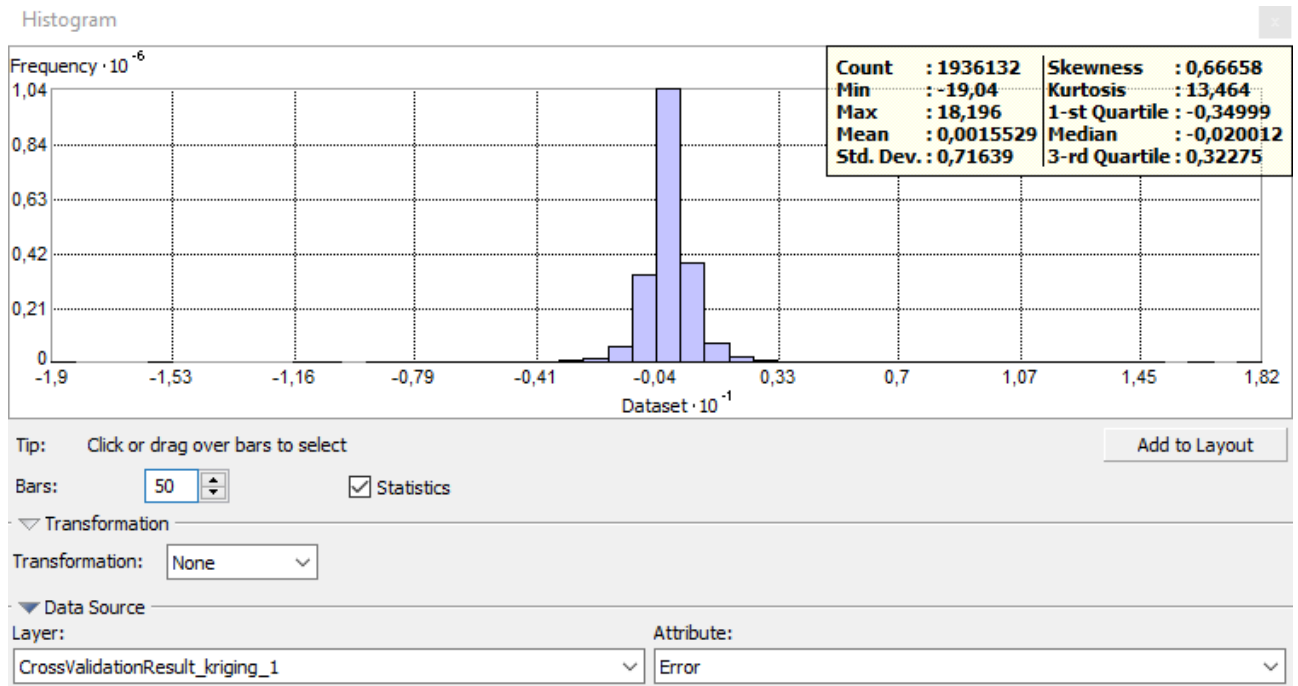 Histogram
x
Frequency · 10 -6
Count : 1936132 Skewness : 0,66658
Min : -19,04 Kurtosis : 13,464
Max : 18,196 1-st Quartile : -0,34999
Mean : 0,0015529 Median : -0,020012
Std. Dev. : 0,71639 3-rd Quartile : 0,32275
1,04
0,84
0,63
0,42
0,21
0
-1,9 -1,53 -1,16 -0,79 -0,41 -0,04 0,33 0,7 1,07 1,45 1,82
Dataset · 10 -1
Tip: Click or drag over bars to select Add to Layout
Bars: 50 Statistics
Transformation
Transformation: None
Data Source
Layer: Attribute:
CrossValidationResult_kriging_1 Error